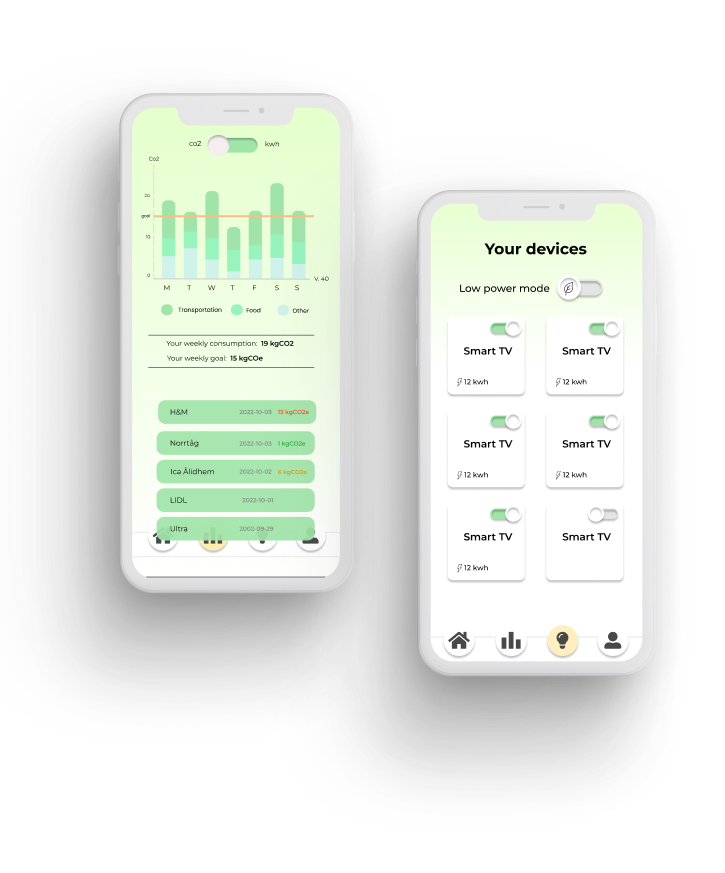 co2 kwh
Co2
20
goal
10
0
M T W T F S S V. 40
Transportation Food Other
Your weekly consumption: 19 kgCO2
Your weekly goal: 15 kgCOe
H&M 2022-10-03 13 kgCO2e
Norrtåg 2022-10-03 1 kgCO2e
Ica Ålidhem 2022-10-02 6 kgCO2e
LIDL 2022-10-01
Ultra 2002-09-29
Your devices
Low power mode
Smart TV Smart TV
12 kwh 12 kwh
Smart TV Smart TV
12 kwh 12 kwh
Smart TV Smart TV
12 kwh